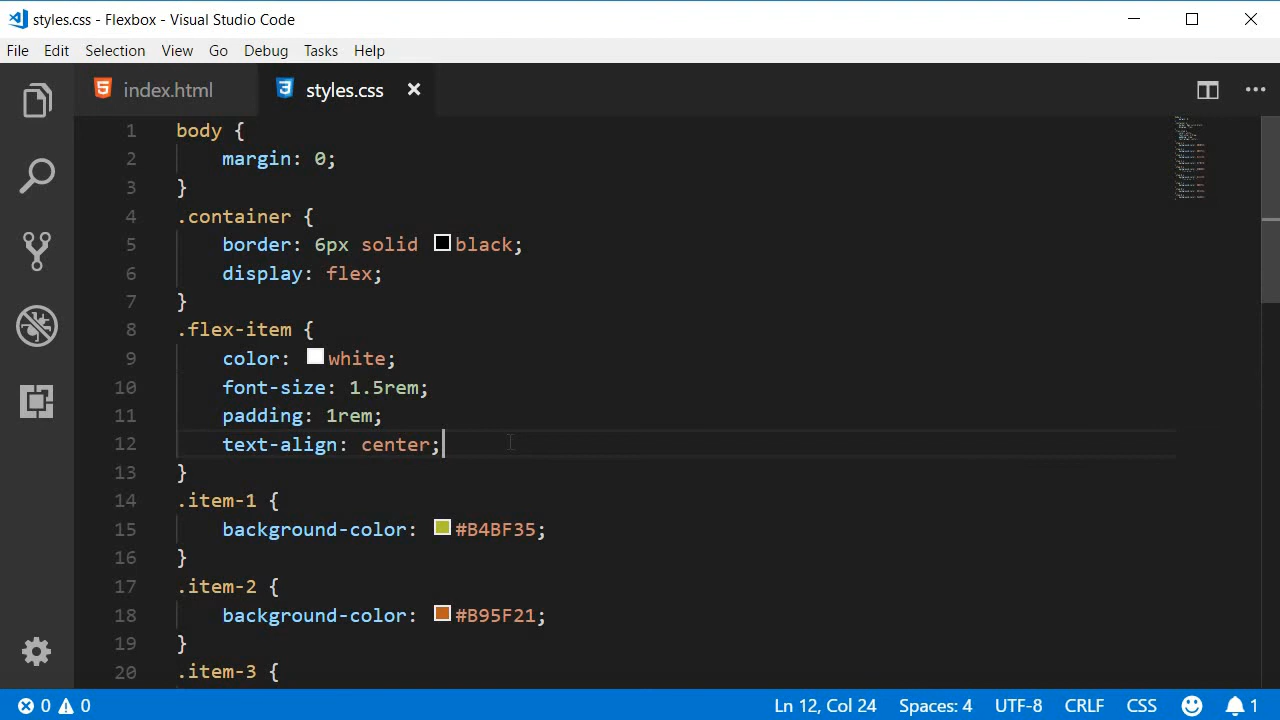 styles.css - Flexbox - Visual Studio Code
File Edit Selection View Go Debug Tasks Help
index.html styles.css
1 body {
2 margin: 0;
3 }
4 .container {
5 border: 6px solid black;
6 display: flex;
7 }
8 .flex-item {
9 color: white;
10 font-size: 1.5rem;
11 padding: 1rem;
12 text-align: center;
13 }
14 .item-1 {
15 background-color: #B4BF35;
16 }
17 .item-2 {
18 background-color: #B95F21;
19 }
20 .item-3 {
0 0 Ln 12, Col 24 Spaces: 4 UTF-8 CRLF CSS 1